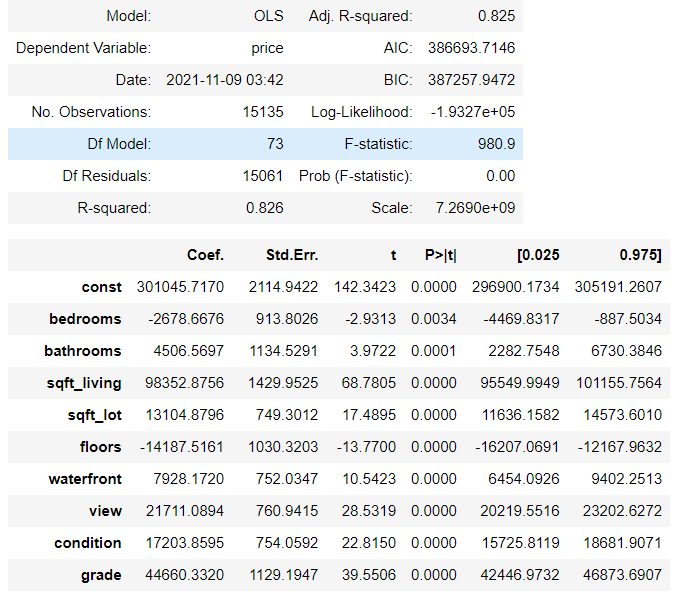 Model: OLS Adj. R-squared: 0.825
Dependent Variable: price AIC: 386693.7146
Date: 2021-11-09 03:42 BIC: 387257.9472
No. Observations: 15135 Log-Likelihood: -1.9327e+05
Df Model: 73 F-statistic: 980.9
Df Residuals: 15061 Prob (F-statistic): 0.00
R-squared: 0.826 Scale: 7.2690e+09
Coef. Std.Err. t P>|t| [0.025 0.975]
const 301045.7170 2114.9422 142.3423 0.0000 296900.1734 305191.2607
bedrooms -2678.6676 913.8026 -2.9313 0.0034 -4469.8317 -887.5034
bathrooms 4506.5697 1134.5291 3.9722 0.0001 2282.7548 6730.3846
sqft_living 98352.8756 1429.9525 68.7805 0.0000 95549.9949 101155.7564
sqft_lot 13104.8796 749.3012 17.4895 0.0000 11636.1582 14573.6010
floors -14187.5161 1030.3203 -13.7700 0.0000 -16207.0691 -12167.9632
waterfront 7928.1720 752.0347 10.5423 0.0000 6454.0926 9402.2513
view 21711.0894 760.9415 28.5319 0.0000 20219.5516 23202.6272
condition 17203.8595 754.0592 22.8150 0.0000 15725.8119 18681.9071
grade 44660.3320 1129.1947 39.5506 0.0000 42446.9732 46873.6907